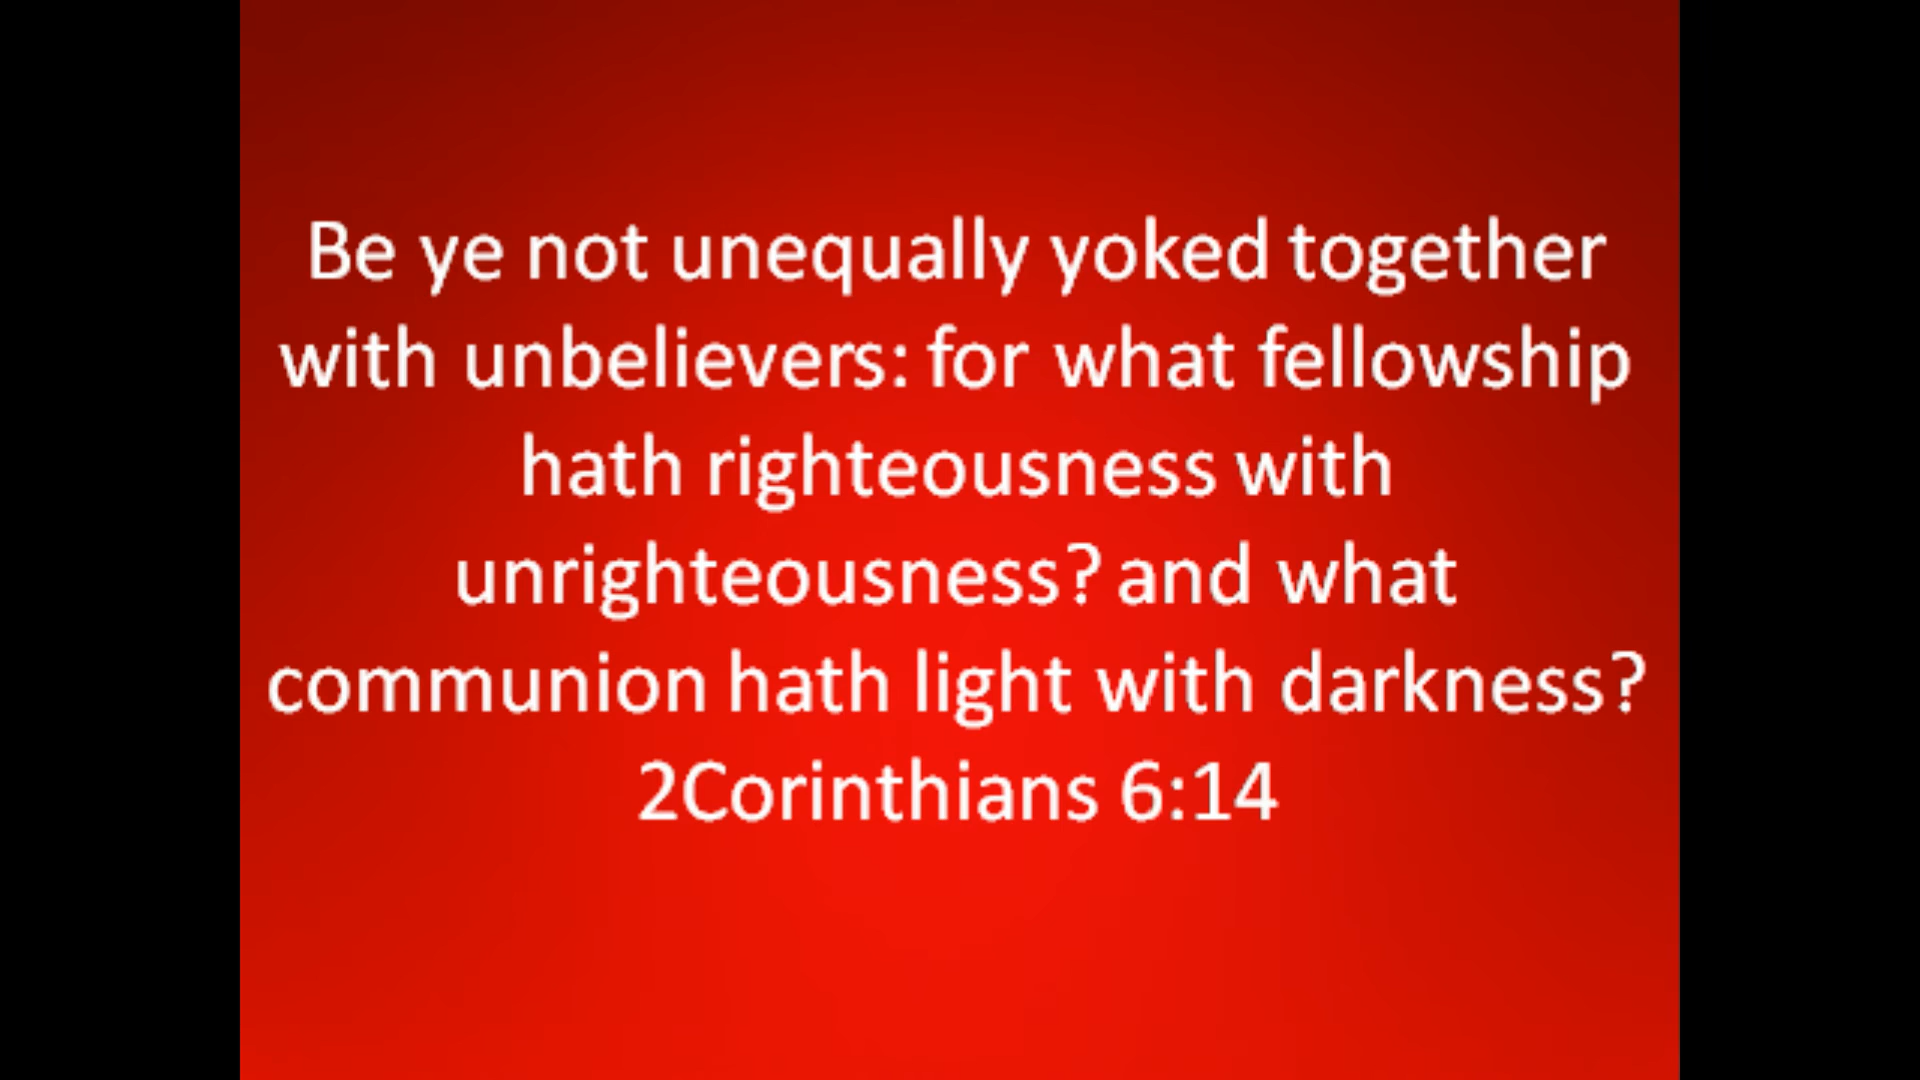 Be ye not unequally yoked together
with unbelievers: for what fellowship
hath righteousness with
unrighteousness? and what
communion hath light with darkness?
2Corinthians 6:14